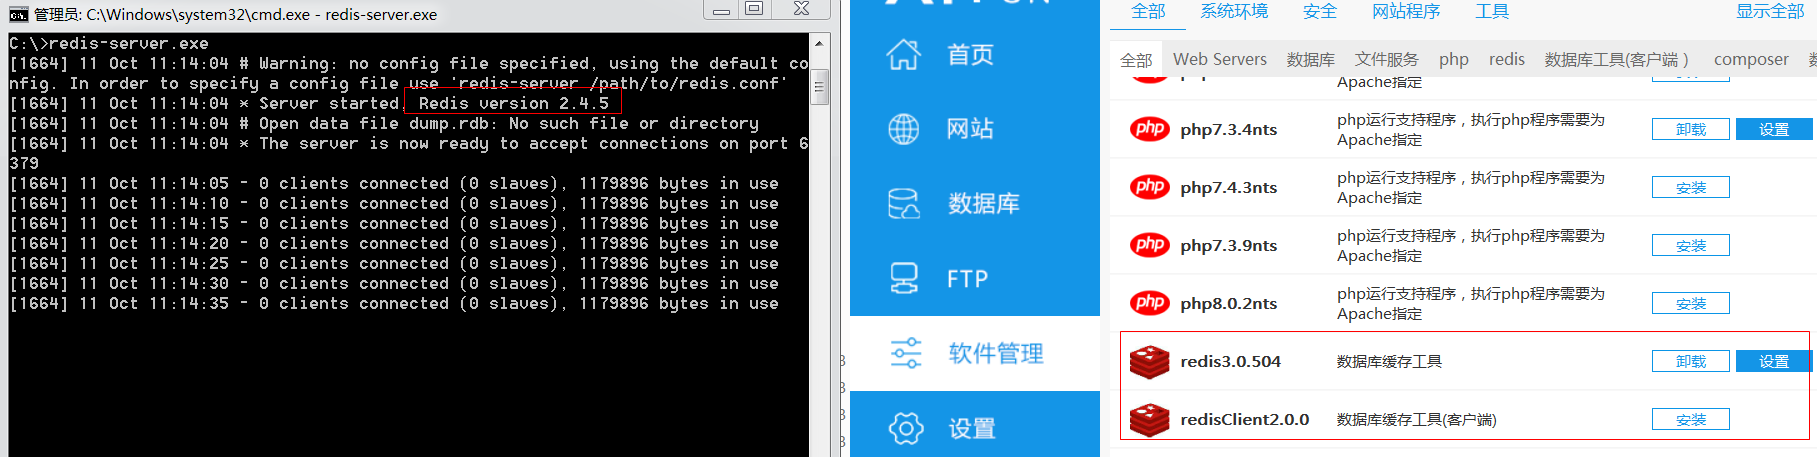 管理员: C:\Windows\system32\cmd.exe - redis-server.exe
C:\>redis-server.exe
[1664] 11 Oct 11:14:04 # Warning: no config file specified, using the default co
nfig. In order to specify a config file use 'redis-server /path/to/redis.conf'
[1664] 11 Oct 11:14:04 * Server started, Redis version 2.4.5
[1664] 11 Oct 11:14:04 # Open data file dump.rdb: No such file or directory
[1664] 11 Oct 11:14:04 * The server is now ready to accept connections on port 6
379
[1664] 11 Oct 11:14:05 - 0 clients connected (0 slaves), 1179896 bytes in use
[1664] 11 Oct 11:14:10 - 0 clients connected (0 slaves), 1179896 bytes in use
[1664] 11 Oct 11:14:15 - 0 clients connected (0 slaves), 1179896 bytes in use
[1664] 11 Oct 11:14:20 - 0 clients connected (0 slaves), 1179896 bytes in use
[1664] 11 Oct 11:14:25 - 0 clients connected (0 slaves), 1179896 bytes in use
[1664] 11 Oct 11:14:30 - 0 clients connected (0 slaves), 1179896 bytes in use
[1664] 11 Oct 11:14:35 - 0 clients connected (0 slaves), 1179896 bytes in use
首页
网站
数据库
FTP
软件管理
设置
全部 系统环境 安全 网站程序 工具 显示全部
全部 Web Servers 数据库 文件服务 php redis 数据库工具(客户端) composer
Apache指定
php php7.3.4nts php运行支持程序，执行php程序需要为 卸载 设置
Apache指定
php php7.4.3nts php运行支持程序，执行php程序需要为 安装
Apache指定
php php7.3.9nts php运行支持程序，执行php程序需要为 安装
Apache指定
php php8.0.2nts php运行支持程序，执行php程序需要为 安装
Apache指定
redis3.0.504 数据库缓存工具 卸载 设置
redisClient2.0.0 数据库缓存工具(客户端) 安装